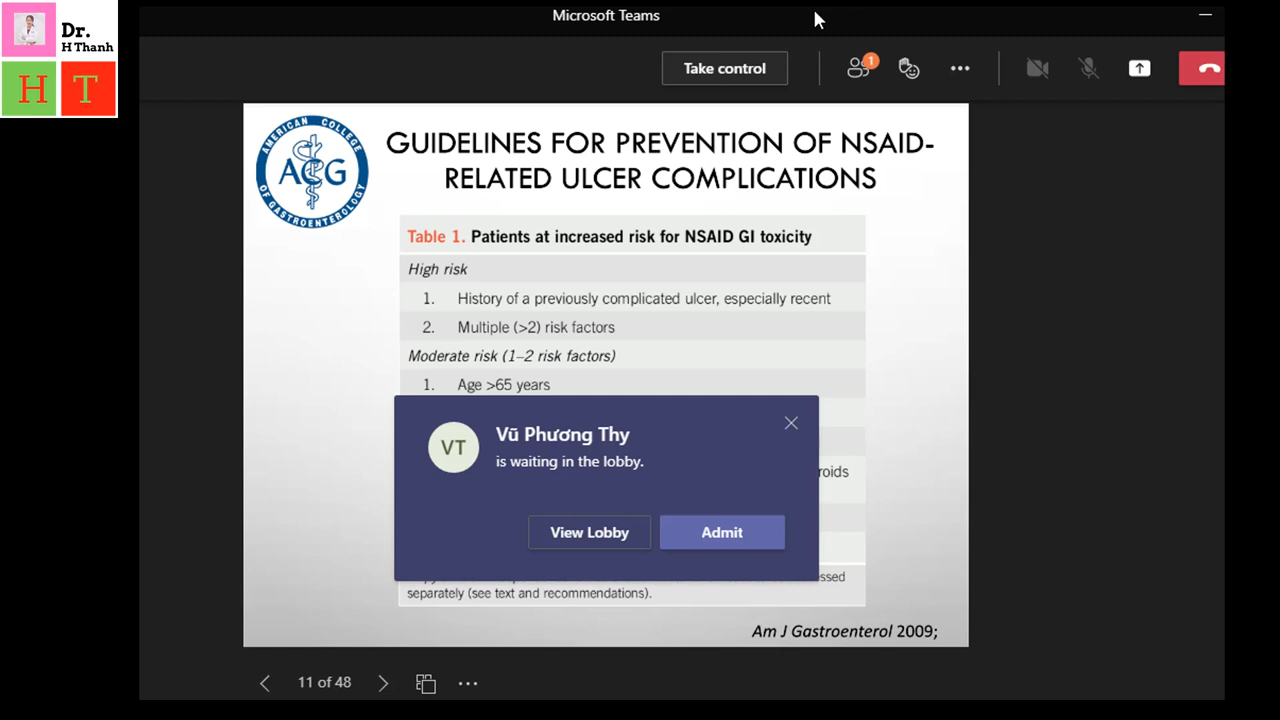 Dr.
H Thanh
H T
Microsoft Teams
Take control
1
AMERICAN COLLEGE
ACG
OF GASTROENTEROLOGY
GUIDELINES FOR PREVENTION OF NSAID-
RELATED ULCER COMPLICATIONS
Table 1. Patients at increased risk for NSAID GI toxicity
High risk
1. History of a previously complicated ulcer, especially recent
2. Multiple (>2) risk factors
Moderate risk (1–2 risk factors)
1. Age >65 years
VT
Vũ Phương Thy
is waiting in the lobby.
View Lobby
Admit
roids
separately (see text and recommendations).
Am J Gastroenterol 2009;
11 of 48